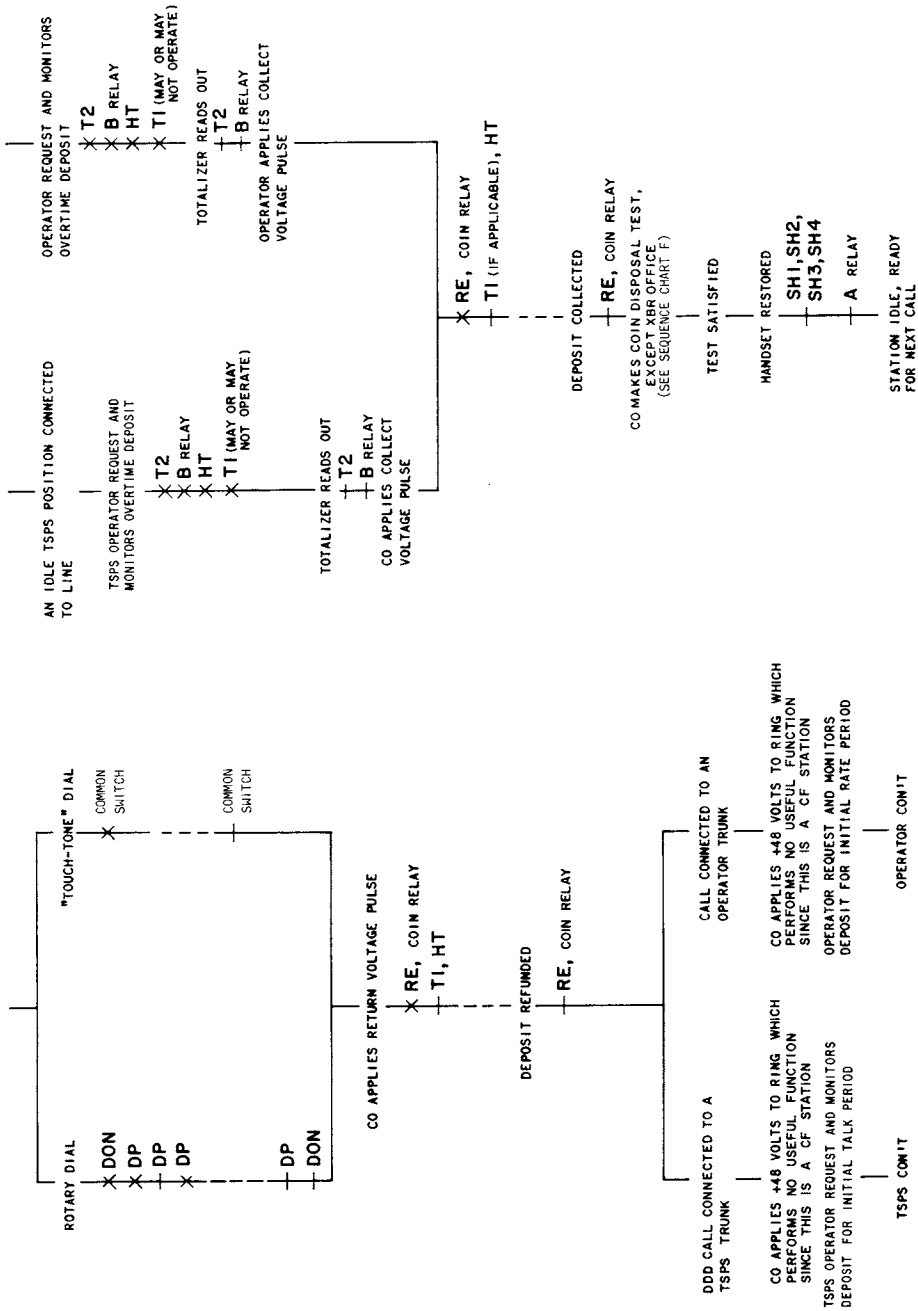 ROTARY DIAL
DON
DP
DP
DP
DP
DON
"TOUCH-TONE" DIAL
COMMON
SWITCH
COMMON
SWITCH
CO APPLIES RETURN VOLTAGE PULSE
RE, COIN RELAY
T1, HT
DEPOSIT REFUNDED
RE, COIN RELAY
DDD CALL CONNECTED TO A
TSPS TRUNK
CO APPLIES +48 VOLTS TO RING WHICH
PERFORMS NO USEFUL FUNCTION
SINCE THIS IS A CF STATION
TSPS OPERATOR REQUEST AND MONITORS
DEPOSIT FOR INITIAL TALK PERIOD
TSPS CON'T
CALL CONNECTED TO AN
OPERATOR TRUNK
CO APPLIES +48 VOLTS TO RING WHICH
PERFORMS NO USEFUL FUNCTION
SINCE THIS IS A CF STATION
OPERATOR REQUEST AND MONITORS
DEPOSIT FOR INITIAL RATE PERIOD
OPERATOR CON'T
AN IDLE TSPS POSITION CONNECTED
TO LINE
TSPS OPERATOR REQUEST AND
MONITORS OVERTIME DEPOSIT
T2
B RELAY
HT
T1 (MAY OR MAY
NOT OPERATE)
TOTALIZER READS OUT
T2
B RELAY
CO APPLIES COLLECT
VOLTAGE PULSE
OPERATOR REQUEST AND MONITORS
OVERTIME DEPOSIT
T2
B RELAY
HT
T1 (MAY OR MAY
NOT OPERATE)
TOTALIZER READS OUT
T2
B RELAY
OPERATOR APPLIES COLLECT
VOLTAGE PULSE
RE, COIN RELAY
T1 (IF APPLICABLE), HT
DEPOSIT COLLECTED
RE, COIN RELAY
CO MAKES COIN DISPOSAL TEST,
EXCEPT XBR OFFICE
(SEE SEQUENCE CHART F)
TEST SATISFIED
HANDSET RESTORED
SH1, SH2,
SH3, SH4
A RELAY
STATION IDLE, READY
FOR NEXT CALL